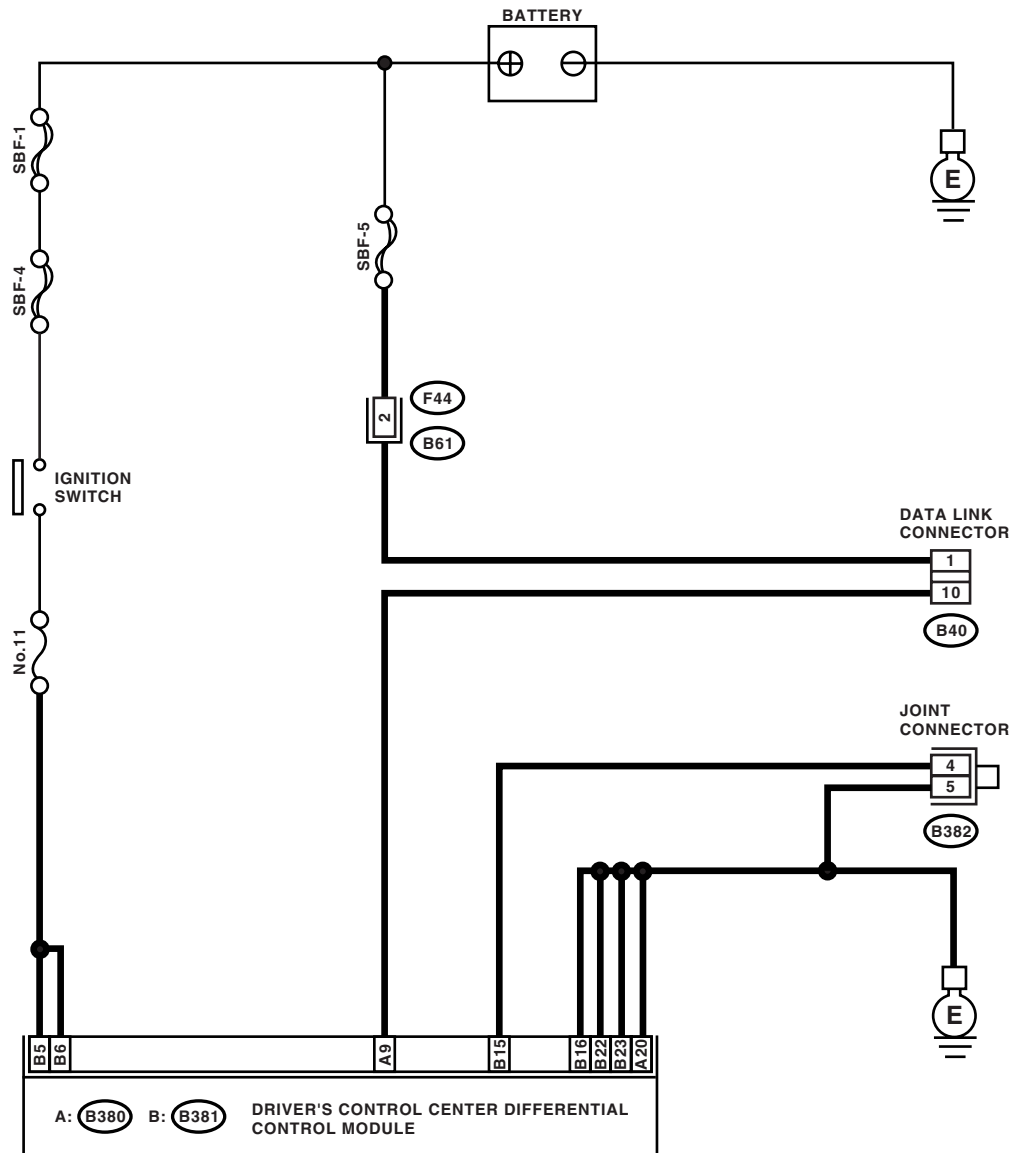 BATTERY
SBF-1
SBF-4
SBF-5
E
2
F44
B61
IGNITION
SWITCH
No.11
DATA LINK
CONNECTOR
1
10
B40
JOINT
CONNECTOR
4
5
B382
E
B5 B6 A9 B15 B16 B22 B23 A20
A: B380 B: B381 DRIVER'S CONTROL CENTER DIFFERENTIAL
CONTROL MODULE